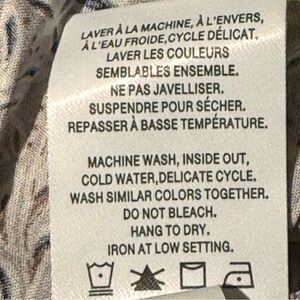 LAVER À LA MACHINE, À L'ENVERS,
À L'EAU FROIDE,CYCLE DÉLICAT.
LAVER LES COULEURS
SEMBLABLES ENSEMBLE.
NE PAS JAVELLISER.
SUSPENDRE POUR SÉCHER.
REPASSER À BASSE TEMPÉRATURE.
MACHINE WASH, INSIDE OUT,
COLD WATER,DELICATE CYCLE.
WASH SIMILAR COLORS TOGETHER.
DO NOT BLEACH.
HANG TO DRY.
IRON AT LOW SETTING.